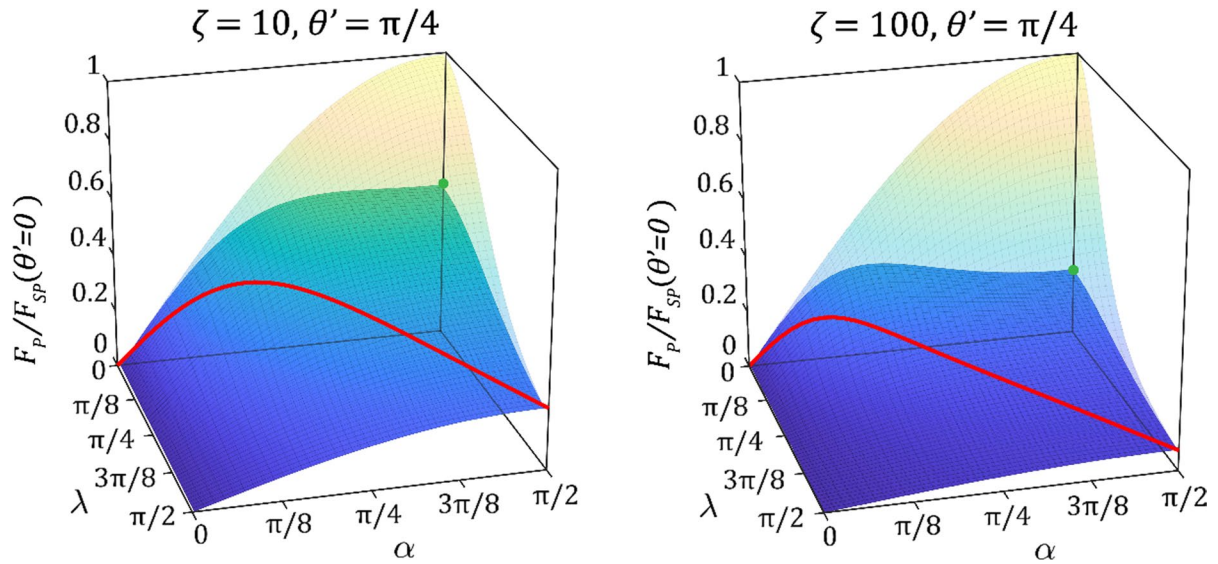 ζ = 10, θ' = π/4
1
0.8
0.6
0.4
0.2
0
F_P/F_SP(θ'=0)
0
π/8
π/4
3π/8
π/2
λ
0
π/8
π/4
3π/8
π/2
α
ζ = 100, θ' = π/4
1
0.8
0.6
0.4
0.2
0
F_P/F_SP(θ'=0)
0
π/8
π/4
3π/8
π/2
λ
0
π/8
π/4
3π/8
π/2
α